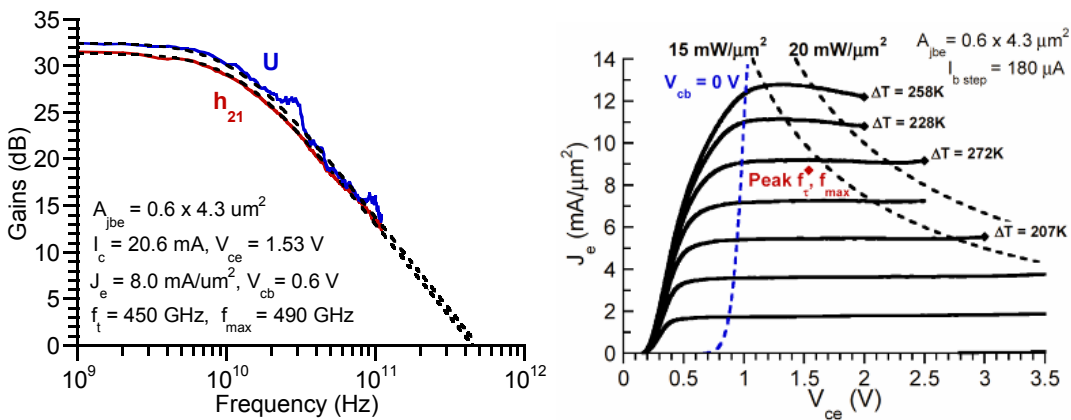 35
30
25
20
15
10
5
0
Gains (dB)
U
h21
Ajbe = 0.6 x 4.3 um2
Ic = 20.6 mA, Vce = 1.53 V
Je = 8.0 mA/um2, Vcb = 0.6 V
ft = 450 GHz, fmax = 490 GHz
10^9 10^10 10^11 10^12
Frequency (Hz)
15 mW/μm2 20 mW/μm2
Ajbe = 0.6 x 4.3 μm2
Ib step = 180 μA
Vcb = 0 V
14
12
10
8
6
4
2
0
Je (mA/μm2)
ΔT = 258K
ΔT = 228K
ΔT = 272K
Peak fτ, fmax
ΔT = 207K
0 0.5 1 1.5 2 2.5 3 3.5
Vce (V)